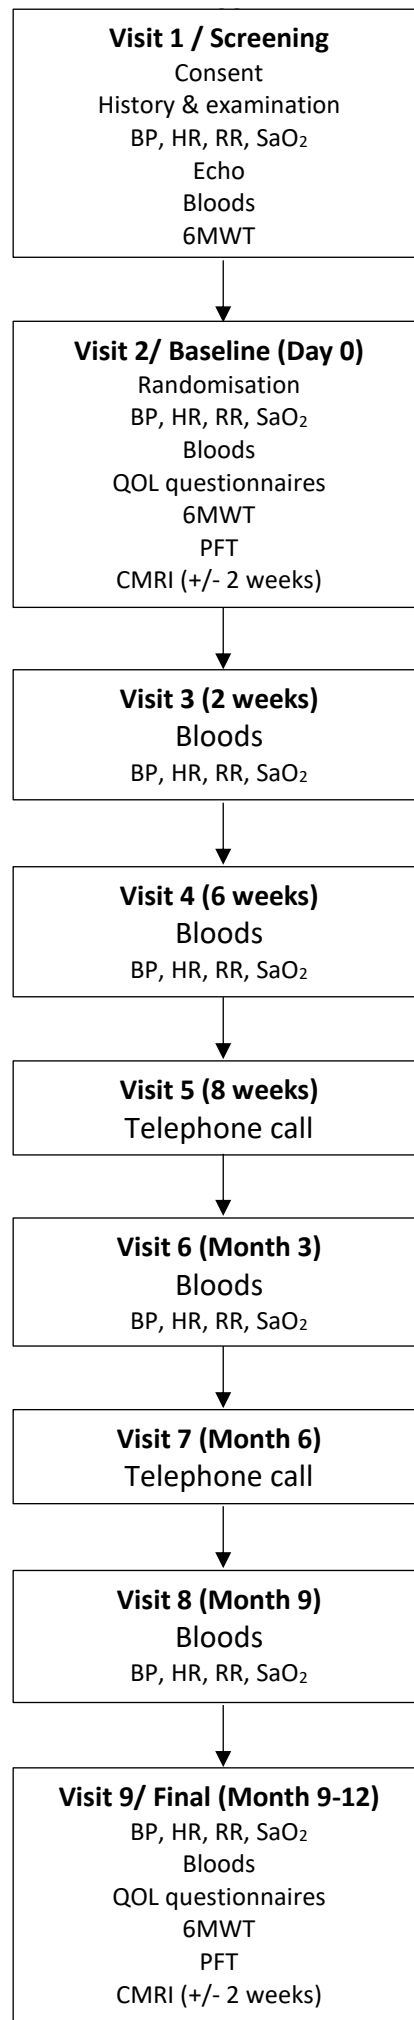 Visit 1 / Screening
Consent
History & examination
BP, HR, RR, SaO₂
Echo
Bloods
6MWT
Visit 2/ Baseline (Day 0)
Randomisation
BP, HR, RR, SaO₂
Bloods
QOL questionnaires
6MWT
PFT
CMRI (+/- 2 weeks)
Visit 3 (2 weeks)
Bloods
BP, HR, RR, SaO₂
Visit 4 (6 weeks)
Bloods
BP, HR, RR, SaO₂
Visit 5 (8 weeks)
Telephone call
Visit 6 (Month 3)
Bloods
BP, HR, RR, SaO₂
Visit 7 (Month 6)
Telephone call
Visit 8 (Month 9)
Bloods
BP, HR, RR, SaO₂
Visit 9/ Final (Month 9-12)
BP, HR, RR, SaO₂
Bloods
QOL questionnaires
6MWT
PFT
CMRI (+/- 2 weeks)